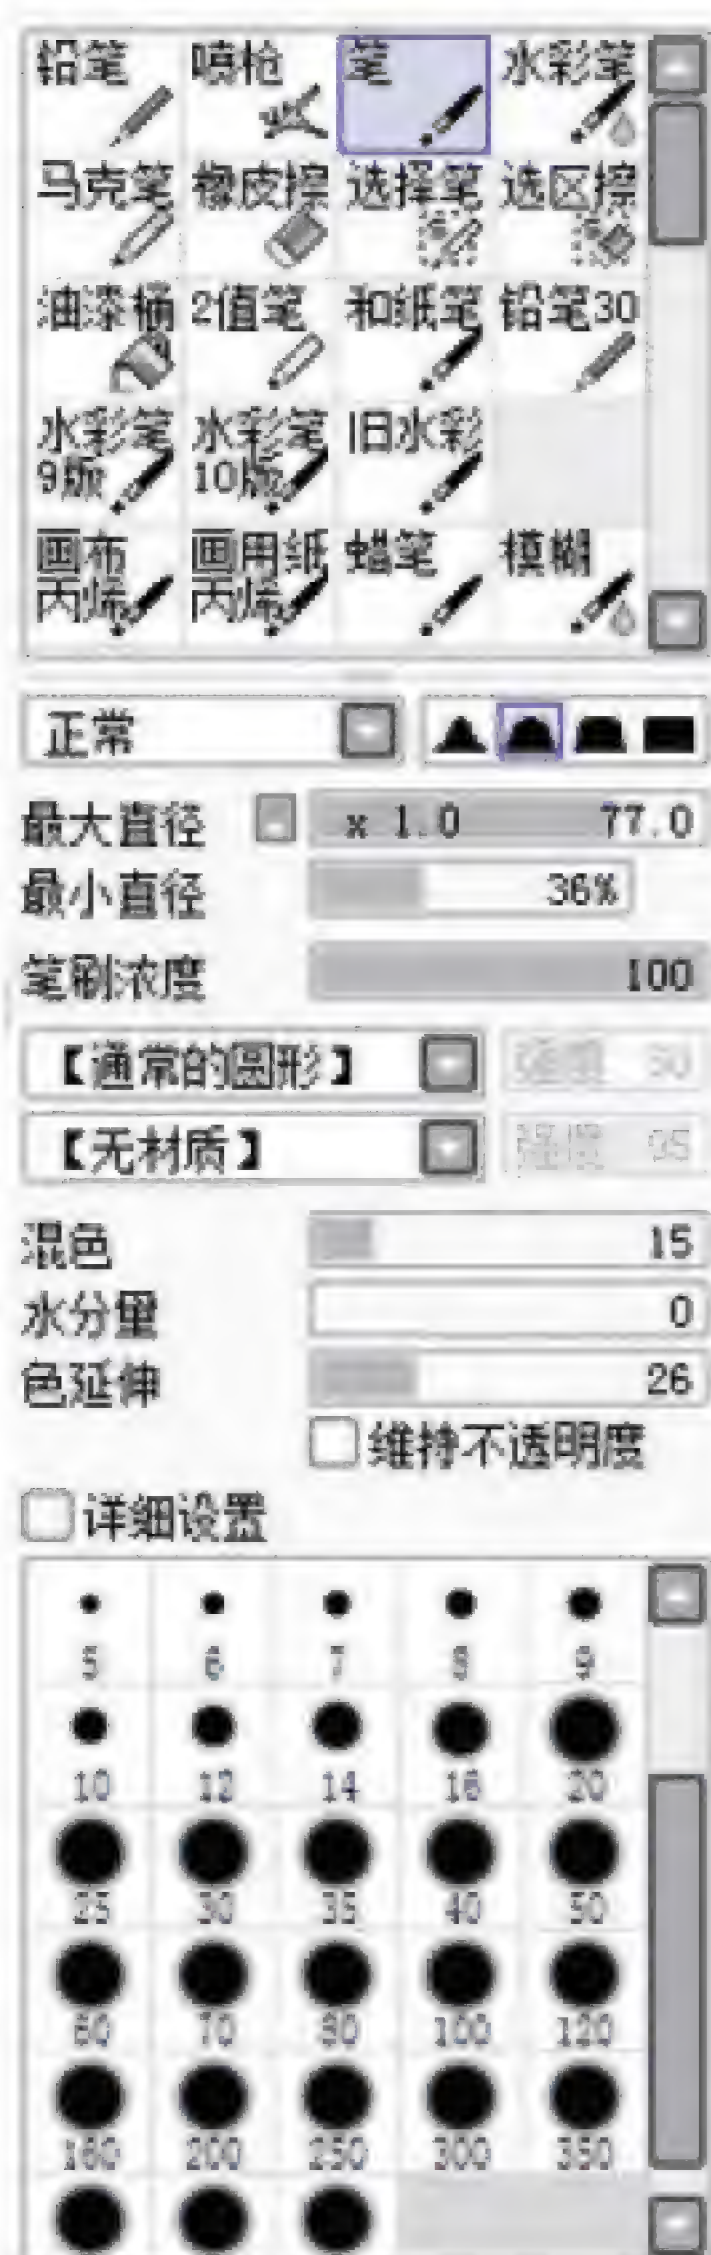 铅笔 喷枪 笔 水彩笔
马克笔 橡皮擦 选择笔 选区擦
油漆桶 2值笔 和纸笔 铅笔30
水彩笔 水彩笔 旧水彩
9版 10版
画布 画用纸 蜡笔 模糊
丙烯 丙烯
正常
最大直径 x 1.0 77.0
最小直径 36%
笔刷浓度 100
【通常的圆形】 强度
【无材质】 强度 95
混色 15
水分量 0
色延伸 26
维持不透明度
详细设置
5 6 7 8 9
10 12 14 16 20
25 30 35 40 50
60 70 80 100 120
160 200 250 300 350